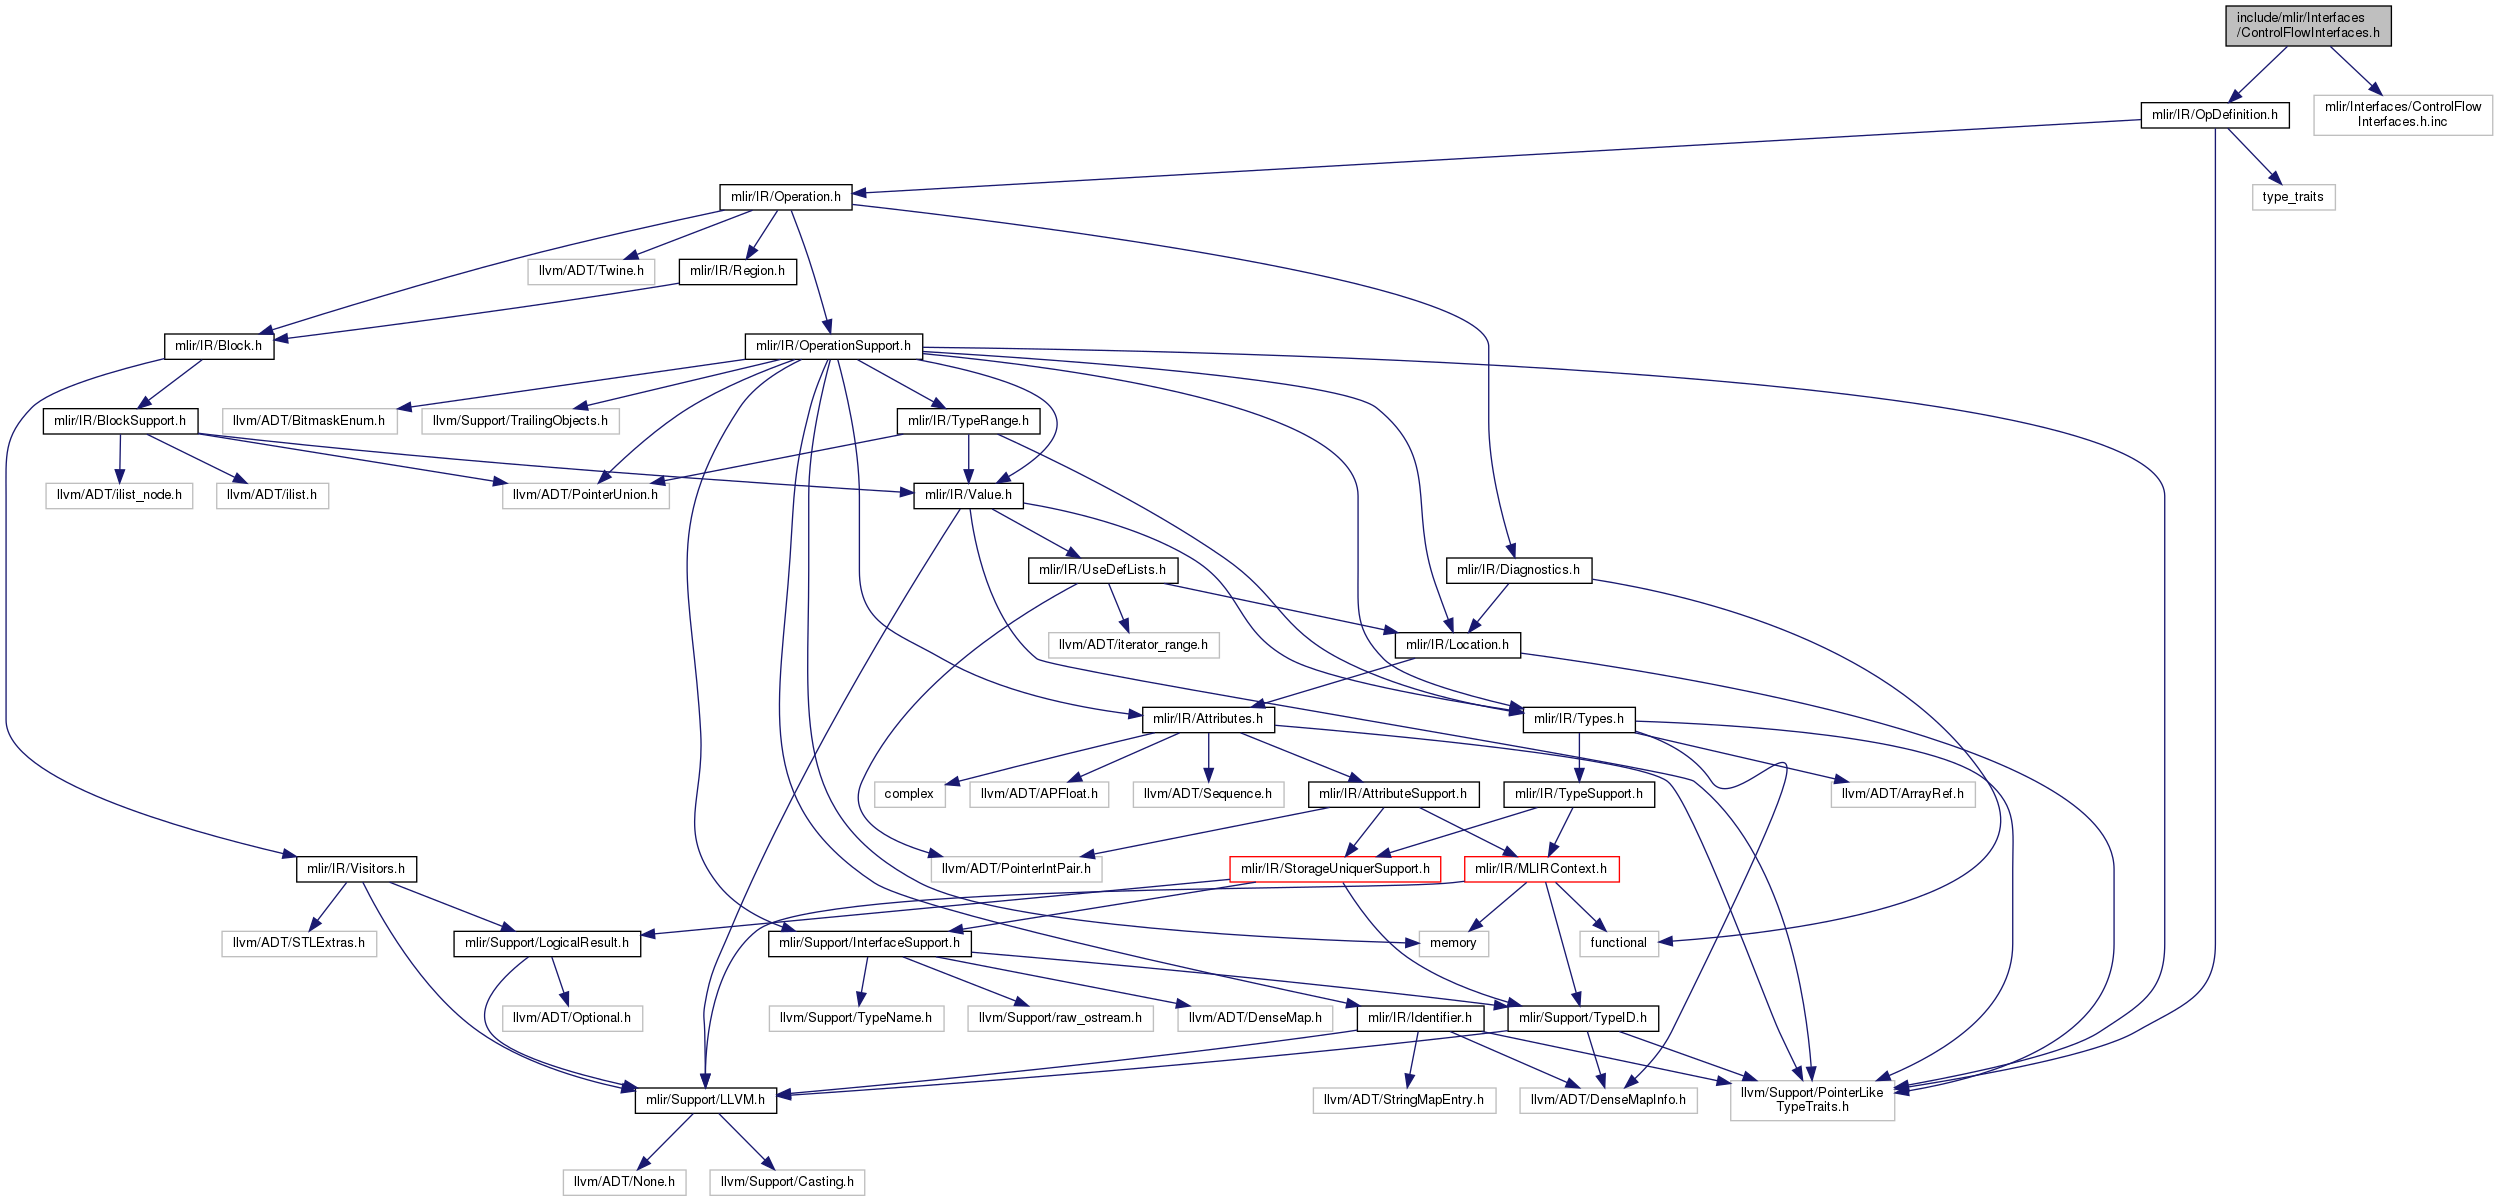 include/mlir/Interfaces
/ControlFlowInterfaces.h
mlir/IR/OpDefinition.h
mlir/Interfaces/ControlFlow
Interfaces.h.inc
mlir/IR/Operation.h
type_traits
llvm/ADT/Twine.h
mlir/IR/Region.h
mlir/IR/Block.h
mlir/IR/OperationSupport.h
mlir/IR/BlockSupport.h
llvm/ADT/BitmaskEnum.h
llvm/Support/TrailingObjects.h
mlir/IR/TypeRange.h
llvm/ADT/ilist_node.h
llvm/ADT/ilist.h
llvm/ADT/PointerUnion.h
mlir/IR/Value.h
mlir/IR/UseDefLists.h
mlir/IR/Diagnostics.h
llvm/ADT/iterator_range.h
mlir/IR/Location.h
mlir/IR/Attributes.h
mlir/IR/Types.h
complex
llvm/ADT/APFloat.h
llvm/ADT/Sequence.h
mlir/IR/AttributeSupport.h
mlir/IR/TypeSupport.h
llvm/ADT/ArrayRef.h
mlir/IR/Visitors.h
llvm/ADT/PointerIntPair.h
mlir/IR/StorageUniquerSupport.h
mlir/IR/MLIRContext.h
llvm/ADT/STLExtras.h
mlir/Support/LogicalResult.h
mlir/Support/InterfaceSupport.h
memory
functional
llvm/ADT/Optional.h
llvm/Support/TypeName.h
llvm/Support/raw_ostream.h
llvm/ADT/DenseMap.h
mlir/IR/Identifier.h
mlir/Support/TypeID.h
mlir/Support/LLVM.h
llvm/ADT/StringMapEntry.h
llvm/ADT/DenseMapInfo.h
llvm/Support/PointerLike
TypeTraits.h
llvm/ADT/None.h
llvm/Support/Casting.h